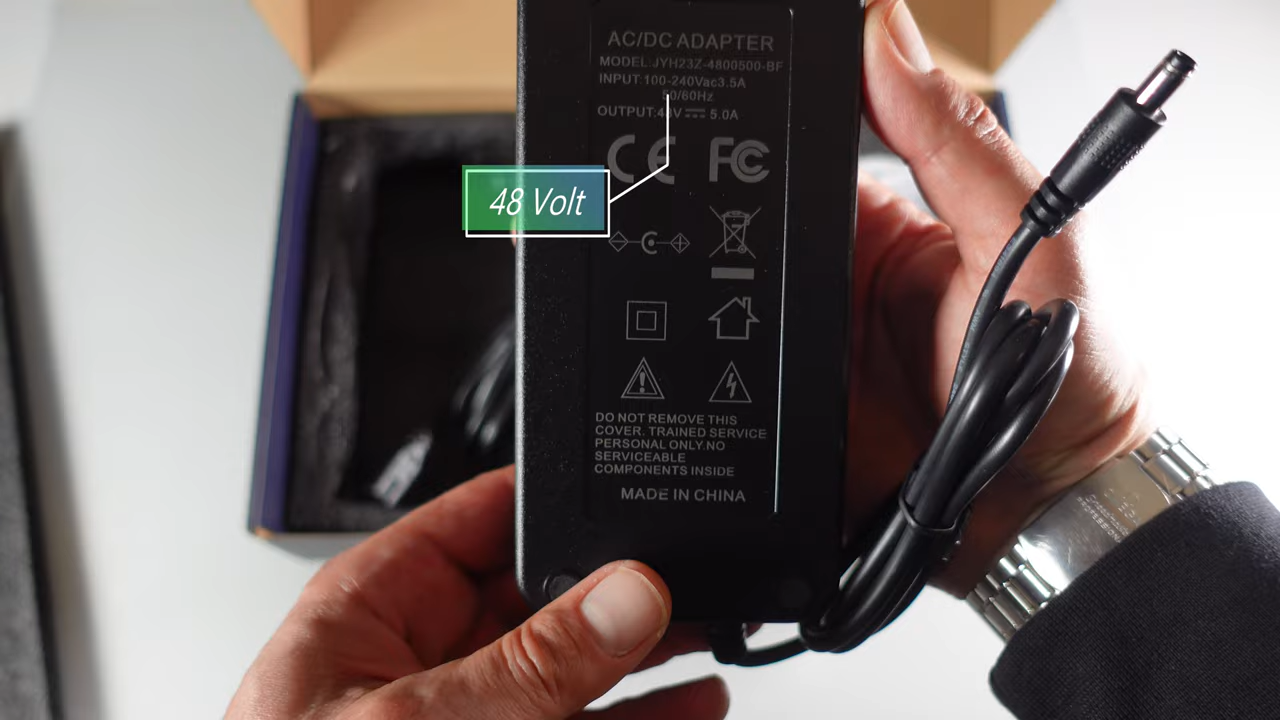 AC/DC ADAPTER
MODEL:JYH23Z-4800500-BF
INPUT:100-240Vac3.5A
50/60Hz
OUTPUT:48V⎓5.0A
CE FC
48 Volt
DO NOT REMOVE THIS
COVER. TRAINED SERVICE
PERSONAL ONLY.NO
SERVICEABLE
COMPONENTS INSIDE
MADE IN CHINA
PROFESSIONAL